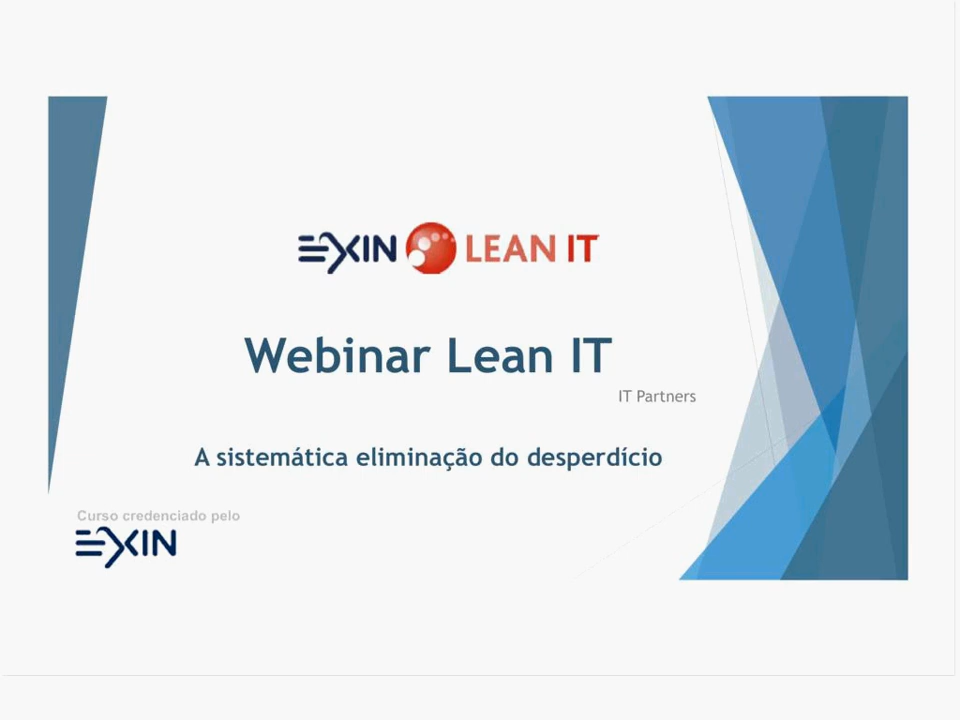 EXIN LEAN IT
Webinar Lean IT
IT Partners
A sistemática eliminação do desperdício
Curso credenciado pelo
EXIN